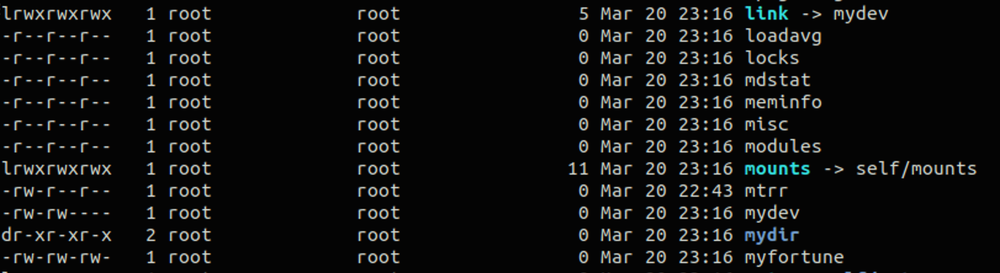 lrwxrwxrwx 1 root root 5 Mar 20 23:16 link -> mydev
-r--r--r-- 1 root root 0 Mar 20 23:16 loadavg
-r--r--r-- 1 root root 0 Mar 20 23:16 locks
-r--r--r-- 1 root root 0 Mar 20 23:16 mdstat
-r--r--r-- 1 root root 0 Mar 20 23:16 meminfo
-r--r--r-- 1 root root 0 Mar 20 23:16 misc
-r--r--r-- 1 root root 0 Mar 20 23:16 modules
lrwxrwxrwx 1 root root 11 Mar 20 23:16 mounts -> self/mounts
-rw-r--r-- 1 root root 0 Mar 20 22:43 mtrr
-rw-rw---- 1 root root 0 Mar 20 23:16 mydev
dr-xr-xr-x 2 root root 0 Mar 20 23:16 mydir
-rw-rw-rw- 1 root root 0 Mar 20 23:16 myfortune